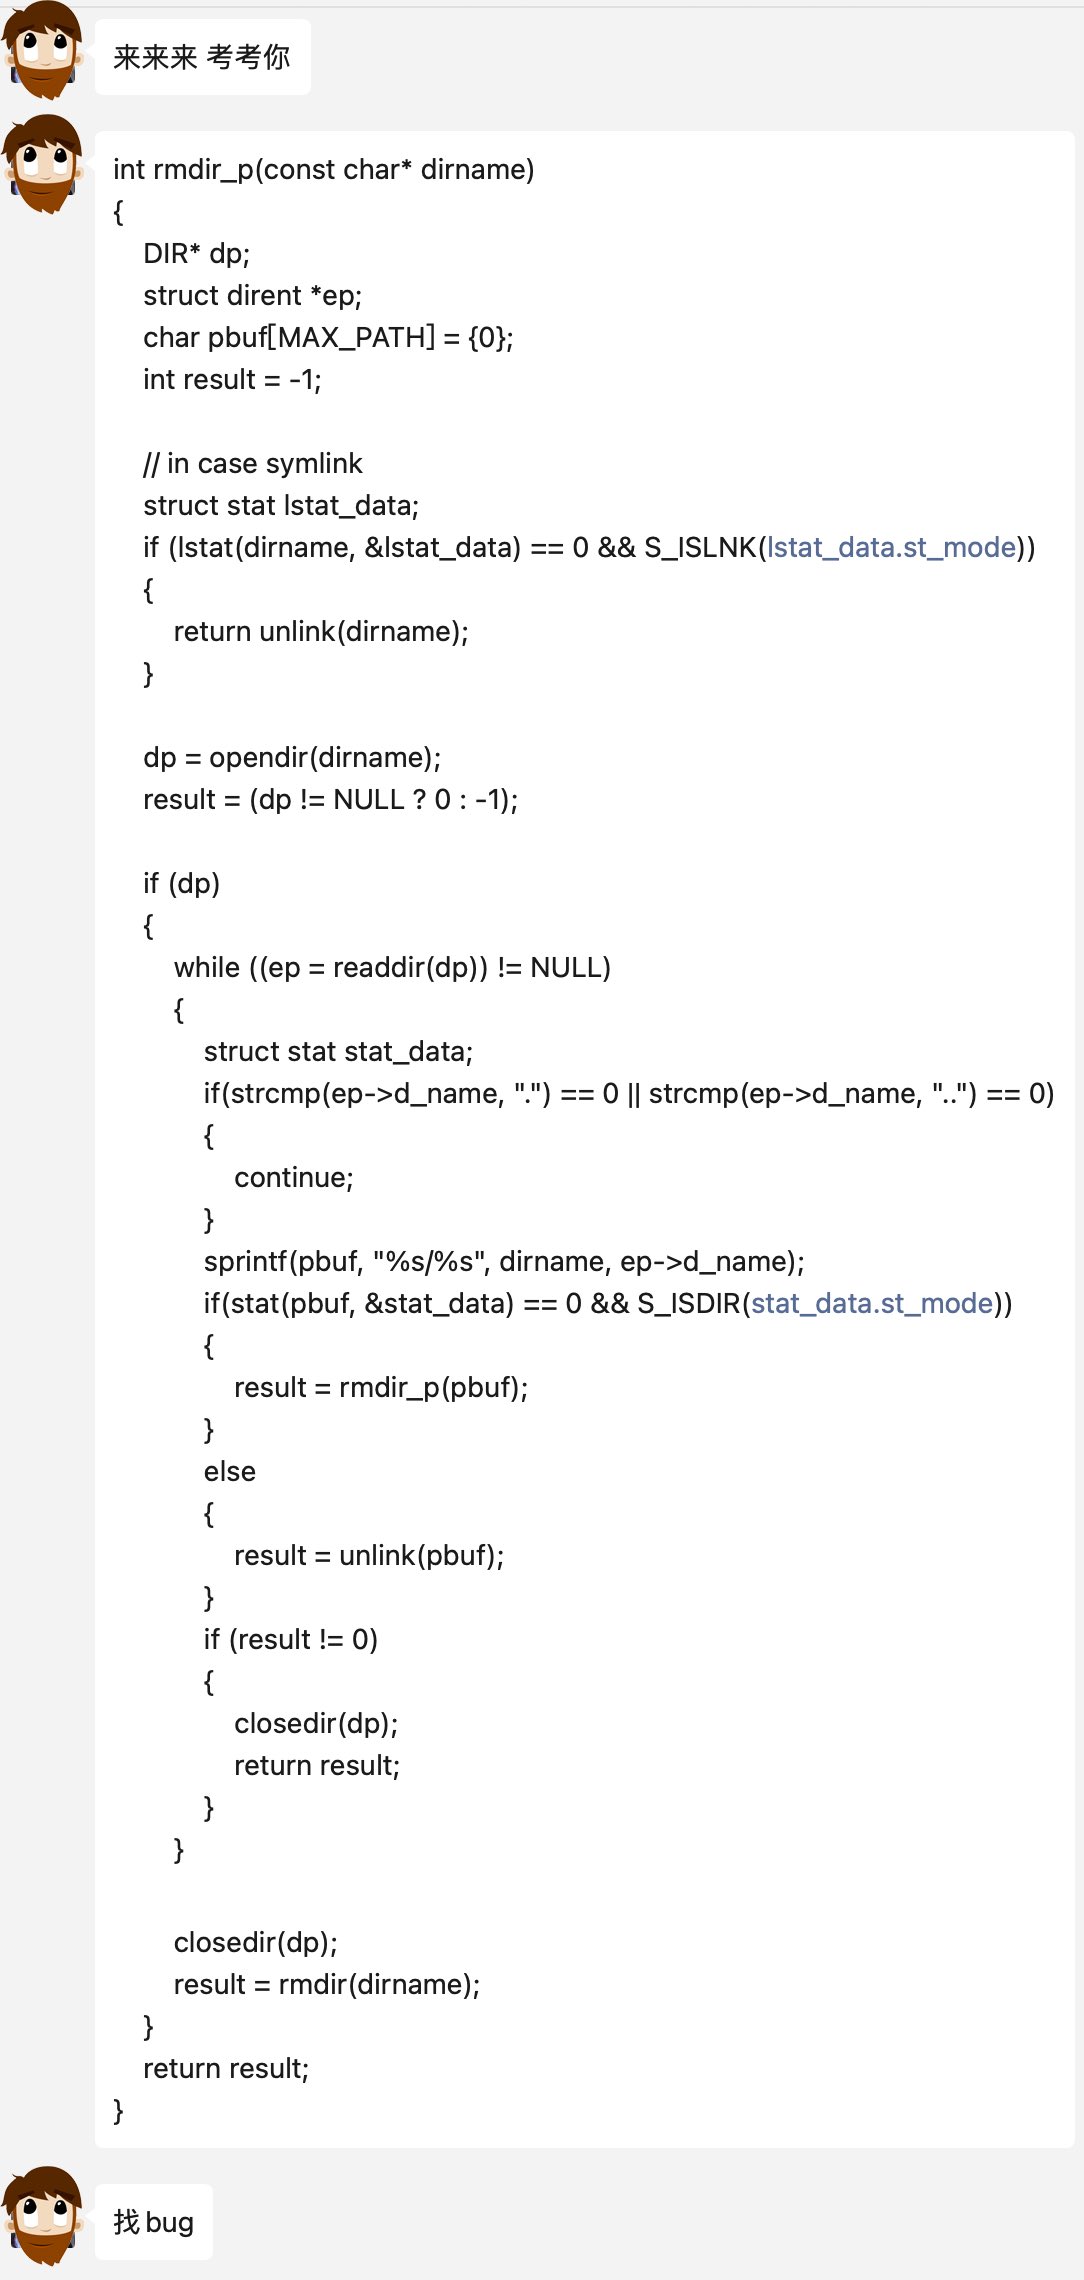 来来来 考考你
int rmdir_p(const char* dirname)
{
    DIR* dp;
    struct dirent *ep;
    char pbuf[MAX_PATH] = {0};
    int result = -1;

    // in case symlink
    struct stat lstat_data;
    if (lstat(dirname, &lstat_data) == 0 && S_ISLNK(lstat_data.st_mode))
    {
        return unlink(dirname);
    }

    dp = opendir(dirname);
    result = (dp != NULL ? 0 : -1);

    if (dp)
    {
        while ((ep = readdir(dp)) != NULL)
        {
            struct stat stat_data;
            if(strcmp(ep->d_name, ".") == 0 || strcmp(ep->d_name, "..") == 0)
            {
                continue;
            }
            sprintf(pbuf, "%s/%s", dirname, ep->d_name);
            if(stat(pbuf, &stat_data) == 0 && S_ISDIR(stat_data.st_mode))
            {
                result = rmdir_p(pbuf);
            }
            else
            {
                result = unlink(pbuf);
            }
            if (result != 0)
            {
                closedir(dp);
                return result;
            }
        }

        closedir(dp);
        result = rmdir(dirname);
    }
    return result;
}
找bug